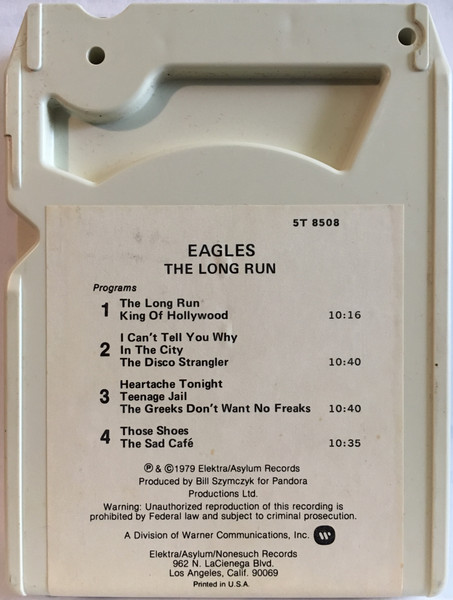 5T 8508
EAGLES
THE LONG RUN
Programs
1 The Long Run
King Of Hollywood 10:16
2 I Can't Tell You Why
In The City
The Disco Strangler 10:40
3 Heartache Tonight
Teenage Jail
The Greeks Don't Want No Freaks 10:40
4 Those Shoes
The Sad Café 10:35
℗ & ©1979 Elektra/Asylum Records
Produced by Bill Szymczyk for Pandora
Productions Ltd.
Warning: Unauthorized reproduction of this recording is
prohibited by Federal law and subject to criminal prosecution.
A Division of Warner Communications, Inc.
Elektra/Asylum/Nonesuch Records
962 N. LaCienega Blvd.
Los Angeles, Calif. 90069
Printed in U.S.A.